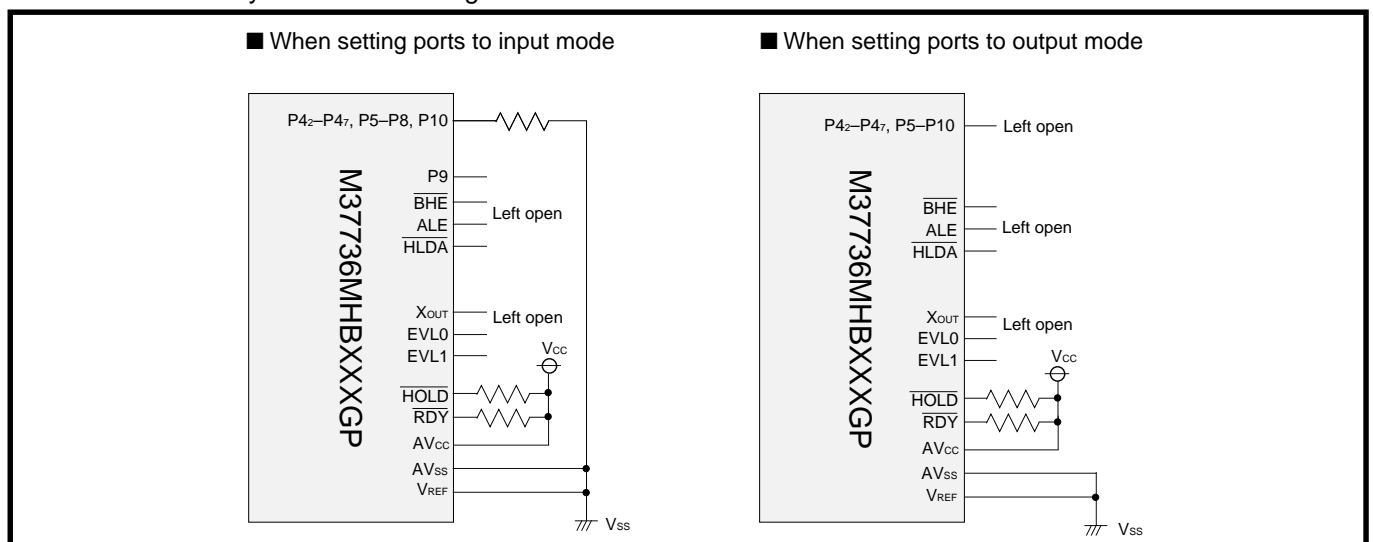 ■ When setting ports to input mode
P42–P47, P5–P8, P10
M37736MHBXXXGP
P9
BHE
ALE
HLDA
Left open
XOUT
EVL0
EVL1
Left open
VCC
HOLD
RDY
AVCC
AVSS
VREF
VSS
■ When setting ports to output mode
P42–P47, P5–P10
Left open
M37736MHBXXXGP
BHE
ALE
HLDA
Left open
XOUT
EVL0
EVL1
Left open
VCC
HOLD
RDY
AVCC
AVSS
VREF
VSS